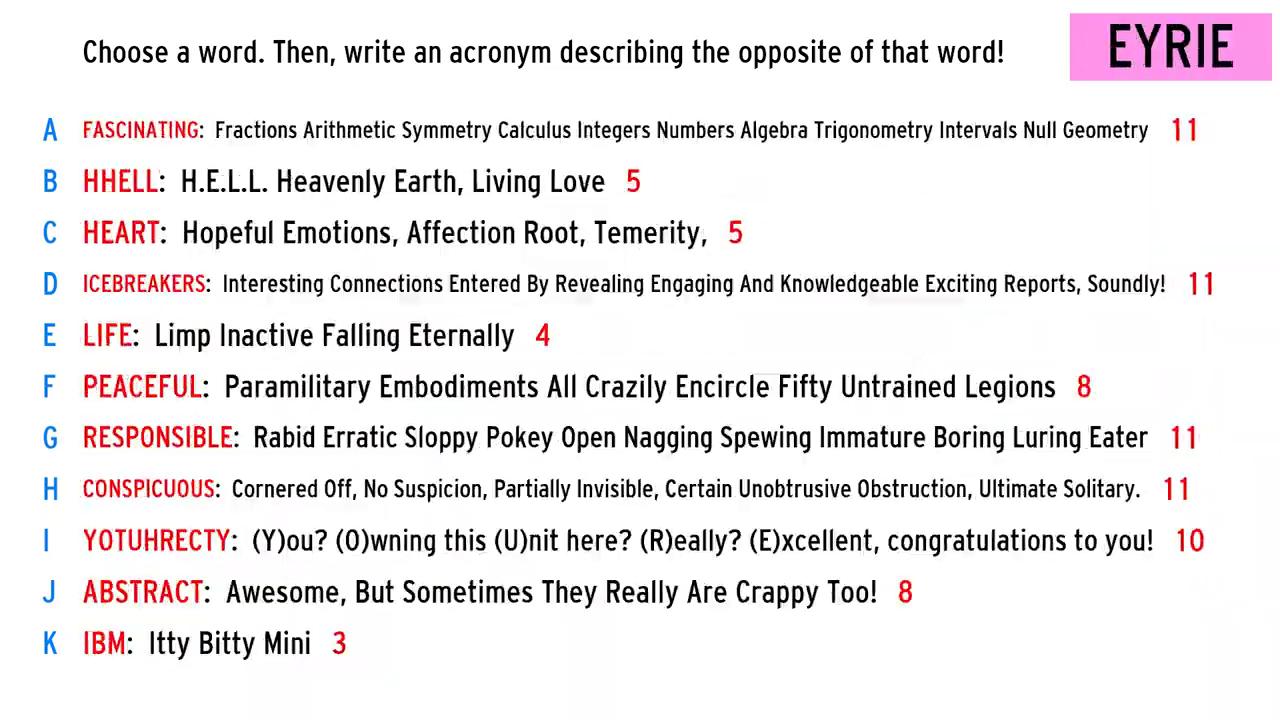 Choose a word. Then, write an acronym describing the opposite of that word!
EYRIE
A FASCINATING: Fractions Arithmetic Symmetry Calculus Integers Numbers Algebra Trigonometry Intervals Null Geometry 11
B HHELL: H.E.L.L. Heavenly Earth, Living Love 5
C HEART: Hopeful Emotions, Affection Root, Temerity, 5
D ICEBREAKERS: Interesting Connections Entered By Revealing Engaging And Knowledgeable Exciting Reports, Soundly! 11
E LIFE: Limp Inactive Falling Eternally 4
F PEACEFUL: Paramilitary Embodiments All Crazily Encircle Fifty Untrained Legions 8
G RESPONSIBLE: Rabid Erratic Sloppy Pokey Open Nagging Spewing Immature Boring Luring Eater 11
H CONSPICUOUS: Cornered Off, No Suspicion, Partially Invisible, Certain Unobtrusive Obstruction, Ultimate Solitary. 11
I YOTUHRECTY: (Y)ou? (O)wning this (U)nit here? (R)eally? (E)xcellent, congratulations to you! 10
J ABSTRACT: Awesome, But Sometimes They Really Are Crappy Too! 8
K IBM: Itty Bitty Mini 3